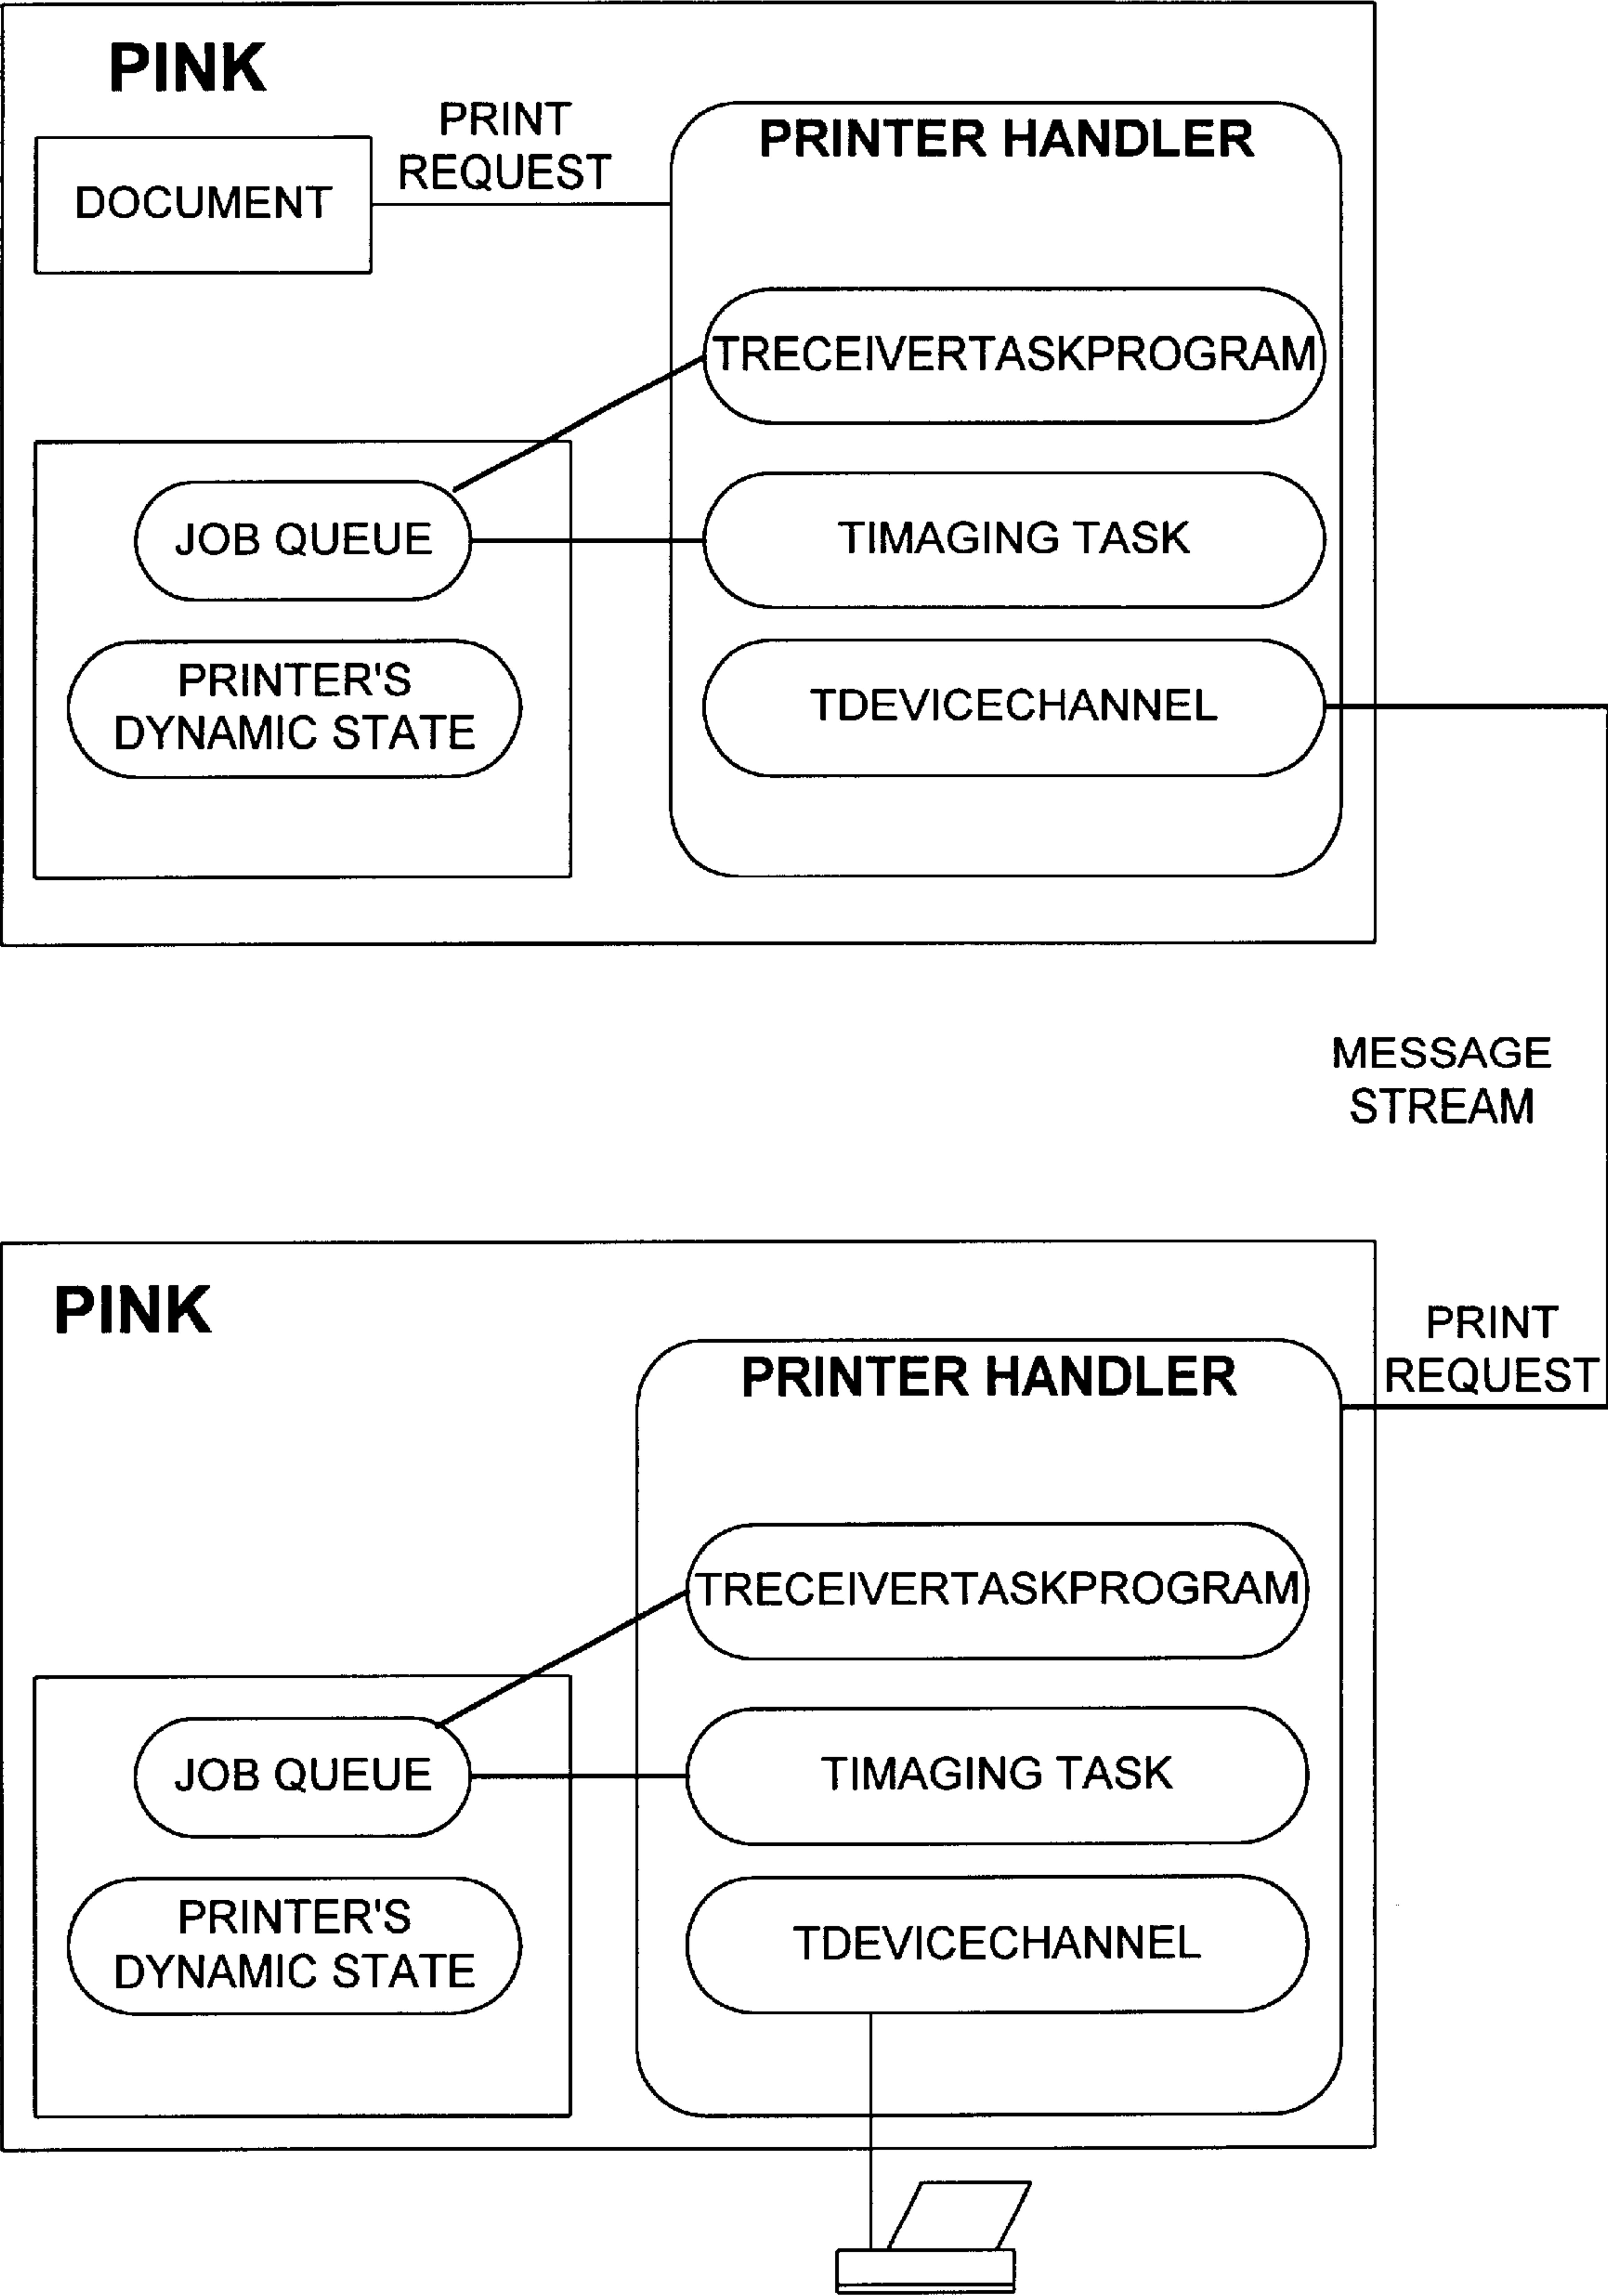 PINK
PRINT
REQUEST
DOCUMENT
PRINTER HANDLER
TRECEIVERTASKPROGRAM
JOB QUEUE
TIMAGING TASK
PRINTER'S
DYNAMIC STATE
TDEVICECHANNEL
MESSAGE
STREAM
PINK
PRINT
REQUEST
PRINTER HANDLER
TRECEIVERTASKPROGRAM
JOB QUEUE
TIMAGING TASK
PRINTER'S
DYNAMIC STATE
TDEVICECHANNEL